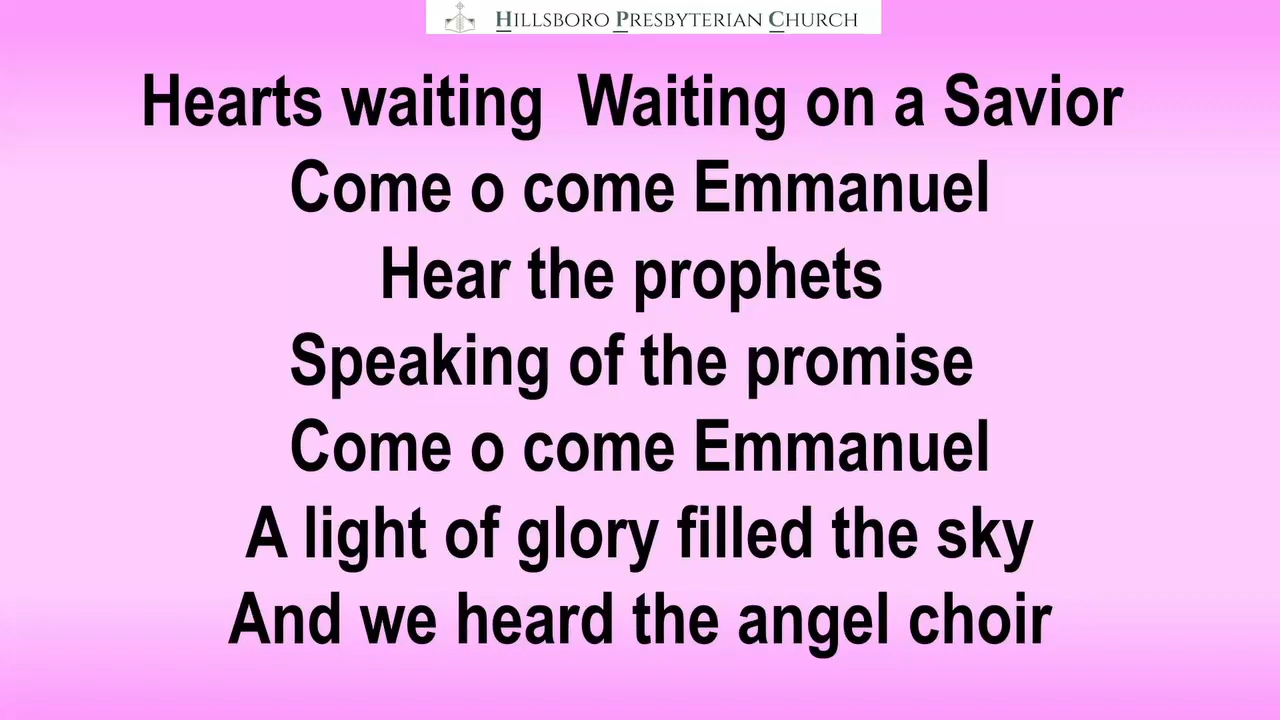 Hillsboro Presbyterian Church
Hearts waiting  Waiting on a Savior
Come o come Emmanuel
Hear the prophets
Speaking of the promise
Come o come Emmanuel
A light of glory filled the sky
And we heard the angel choir